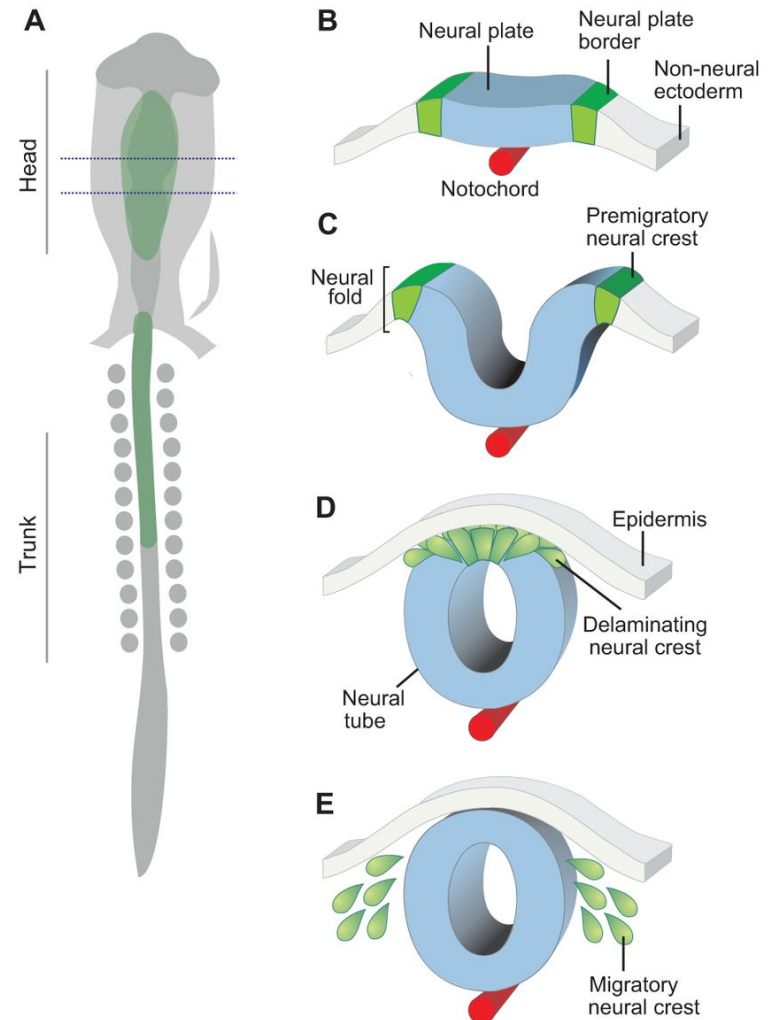 A
Head
Trunk
B
Neural plate
Neural plate
border
Non-neural
ectoderm
Notochord
C
Premigratory
neural crest
Neural
fold
D
Epidermis
Delaminating
neural crest
Neural
tube
E
Migratory
neural crest